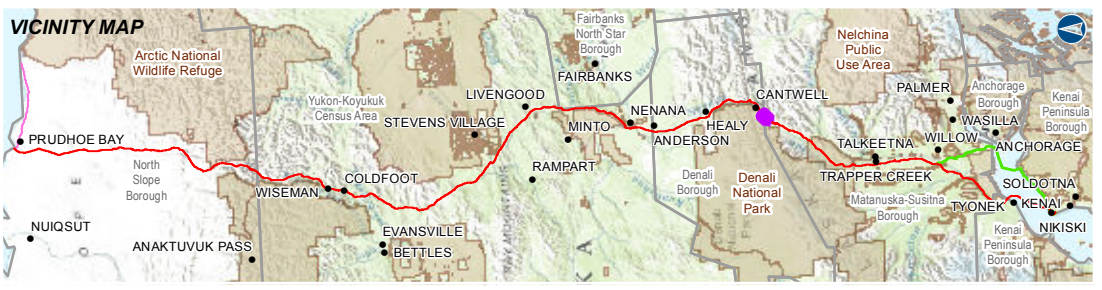 VICINITY MAP
Arctic National
Wildlife Refuge
Fairbanks
North Star
Borough
FAIRBANKS
Nelchina
Public
Use Area
PALMER
Anchorage
Borough
WASILLA
Kenai
Peninsula
Borough
Yukon-Koyukuk
Census Area
LIVENGOOD
STEVENS VILLAGE
NENANA
CANTWELL
PRUDHOE BAY
MINTO
ANDERSON
HEALY
TALKEETNA
WILLOW
ANCHORAGE
North
Slope
Borough
WISEMAN
COLDFOOT
RAMPART
Denali
Borough
Denali
National
Park
TRAPPER CREEK
Matanuska-Susitna
Borough
SOLDOTNA
TYONEK
KENAI
NIKISKI
NUIQSUT
ANAKTUVUK PASS
EVANSVILLE
BETTLES
Kenai
Peninsula
Borough